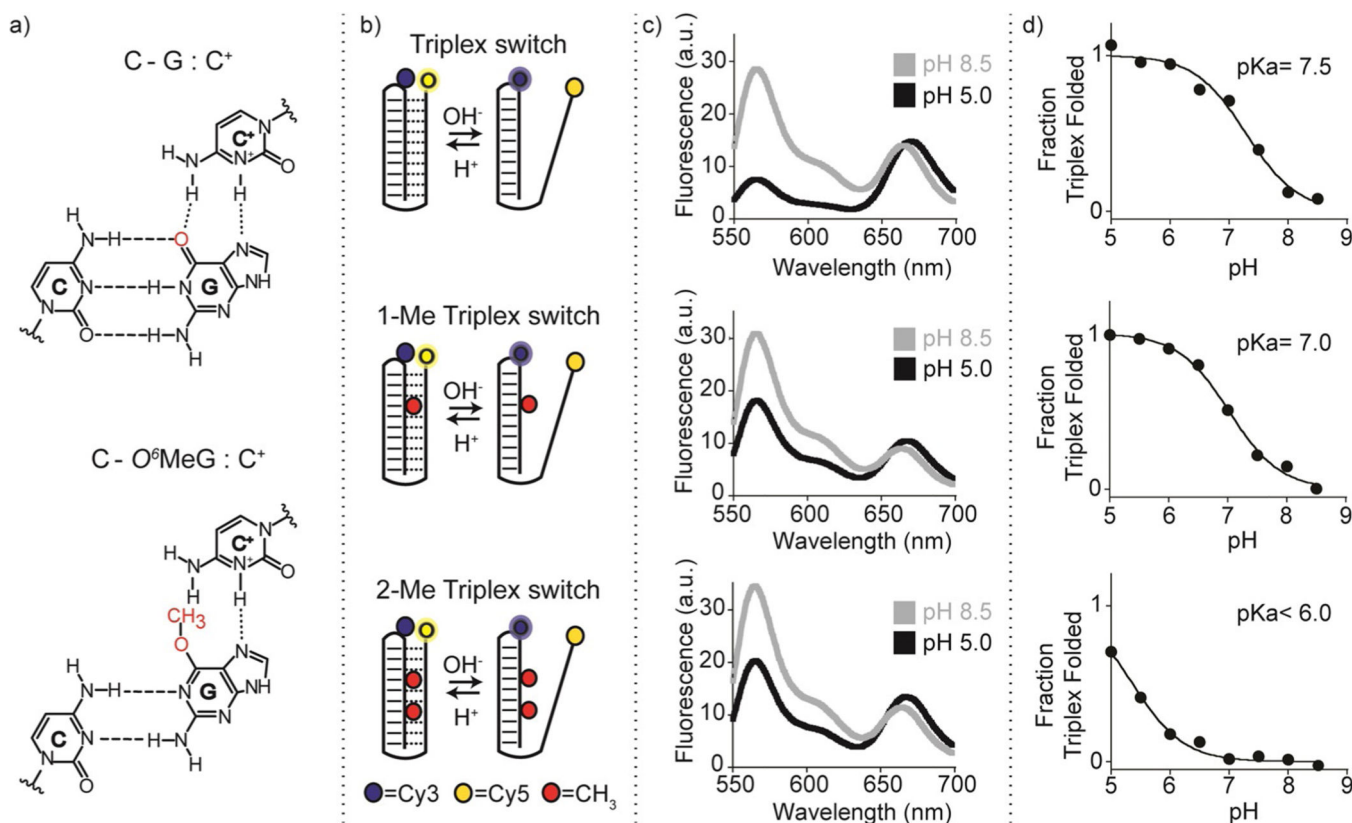 a)
C - G : C⁺
C⁺
H
N
N⁺
O
H
H
N
H
H
O
N
C
N
H
N
G
NH
N
N
O
H
N
H
C - O⁶MeG : C⁺
C⁺
H
N
N⁺
O
H
H
CH₃
O
N
H
N
H
N
G
NH
C
N
H
N
N
N
O
H
b)
Triplex switch
OH⁻
H⁺
1-Me Triplex switch
OH⁻
H⁺
2-Me Triplex switch
OH⁻
H⁺
=Cy3 =Cy5 =CH₃
c)
Fluorescence (a.u.)
30
20
10
0
pH 8.5
pH 5.0
550 600 650 700
Wavelength (nm)
Fluorescence (a.u.)
30
20
10
0
pH 8.5
pH 5.0
550 600 650 700
Wavelength (nm)
Fluorescence (a.u.)
30
20
10
0
pH 8.5
pH 5.0
550 600 650 700
Wavelength (nm)
d)
Fraction
Triplex Folded
1
0
pKa= 7.5
5 6 7 8 9
pH
Fraction
Triplex Folded
1
0
pKa= 7.0
5 6 7 8 9
pH
Fraction
Triplex Folded
1
0
pKa< 6.0
5 6 7 8 9
pH